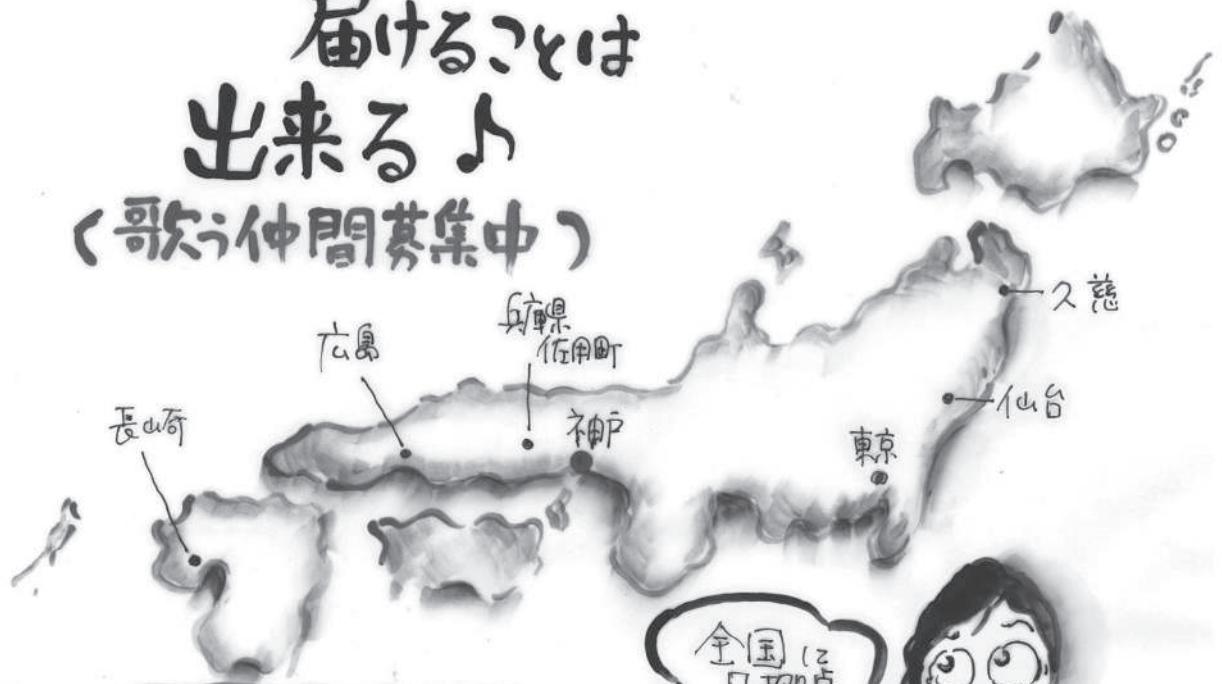 届けることは
出来る♪
(歌う仲間募集中)
久慈
兵庫県
佐用町
広島
仙台
長崎
神戸
東京
全国に